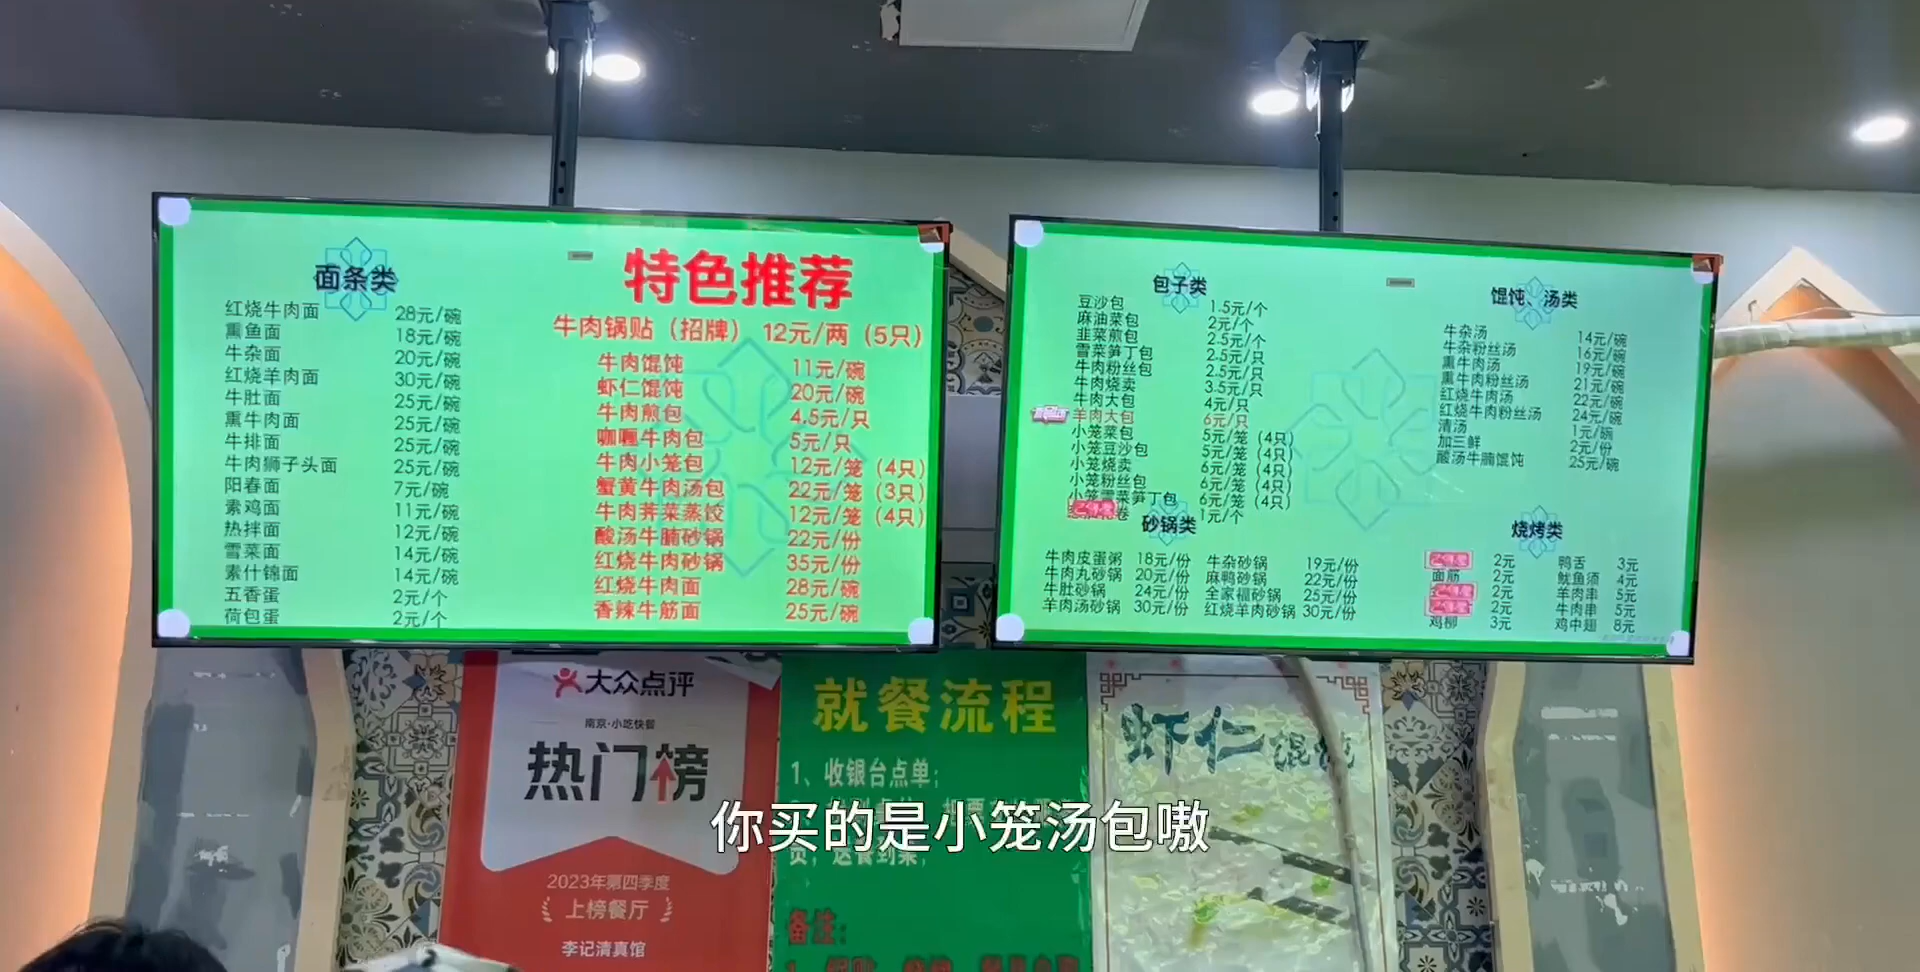 面条类
红烧牛肉面 28元/碗
熏鱼面 18元/碗
牛杂面 20元/碗
红烧羊肉面 30元/碗
牛肚面 25元/碗
熏牛肉面 25元/碗
牛排面 25元/碗
牛肉狮子头面 25元/碗
阳春面 7元/碗
素鸡面 11元/碗
热拌面 12元/碗
雪菜面 14元/碗
素什锦面 14元/碗
五香蛋 2元/个
荷包蛋 2元/个
特色推荐
牛肉锅贴（招牌） 12元/两（5只）
牛肉馄饨 11元/碗
虾仁馄饨 20元/碗
牛肉煎包 4.5元/只
咖喱牛肉包 5元/只
牛肉小笼包 12元/笼（4只）
蟹黄牛肉汤包 22元/笼（3只）
牛肉荠菜蒸饺 12元/笼（4只）
酸汤牛腩砂锅 22元/份
红烧牛肉砂锅 35元/份
红烧牛肉面 28元/碗
香辣牛筋面 25元/碗
包子类
豆沙包 1.5元/个
麻油菜包 2元/个
韭菜煎包 2.5元/个
雪菜笋丁包 2.5元/只
牛肉粉丝包 2.5元/只
牛肉烧卖 3.5元/只
牛肉大包 4元/只
羊肉大包 6元/只
小笼菜包 5元/笼（4只）
小笼豆沙包 5元/笼（4只）
小笼烧卖 6元/笼（4只）
小笼粉丝包 6元/笼（4只）
小笼雪菜笋丁包 6元/笼（4只）
卷 1元/个
馄饨、汤类
牛杂汤 14元/碗
牛杂粉丝汤 16元/碗
熏牛肉汤 19元/碗
熏牛肉粉丝汤 21元/碗
红烧牛肉汤 22元/碗
红烧牛肉粉丝汤 24元/碗
清汤 1元/碗
加三鲜 2元/份
酸汤牛腩馄饨 25元/碗
砂锅类
牛肉皮蛋粥 18元/份 牛杂砂锅 19元/份
牛肉丸砂锅 20元/份 麻鸭砂锅 22元/份
牛肚砂锅 24元/份 全家福砂锅 25元/份
羊肉汤砂锅 30元/份 红烧羊肉砂锅 30元/份
烧烤类
2元 鸭舌 3元
面筋 2元 鱿鱼须 4元
2元 羊肉串 5元
2元 牛肉串 5元
鸡柳 3元 鸡中翅 8元
大众点评
南京·小吃快餐
热门榜
2023年第四季度
上榜餐厅
李记清真馆
就餐流程
1、收银台点单；
员，送餐到桌；
备注：
虾仁馄饨
你买的是小笼汤包嗷